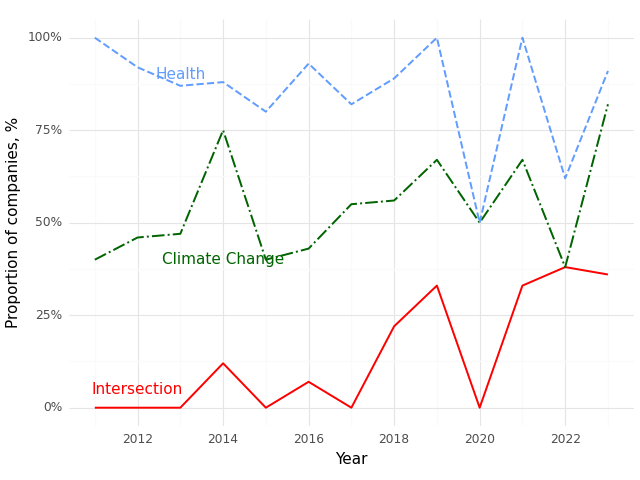 100%
75%
50%
25%
0%
Proportion of companies, %
Health
Climate Change
Intersection
2012 2014 2016 2018 2020 2022
Year